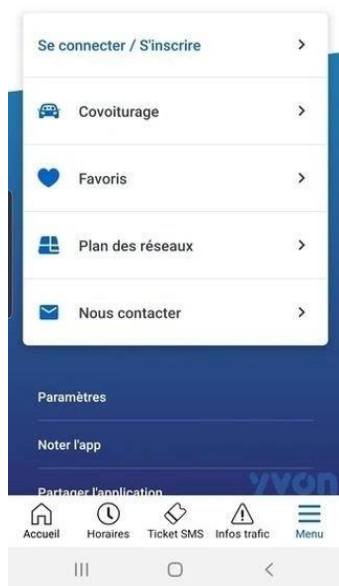 Se connecter / S'inscrire
Covoiturage
Favoris
Plan des réseaux
Nous contacter
Paramètres
Noter l'app
Partager l'application
yvon
Accueil Horaires Ticket SMS Infos trafic Menu